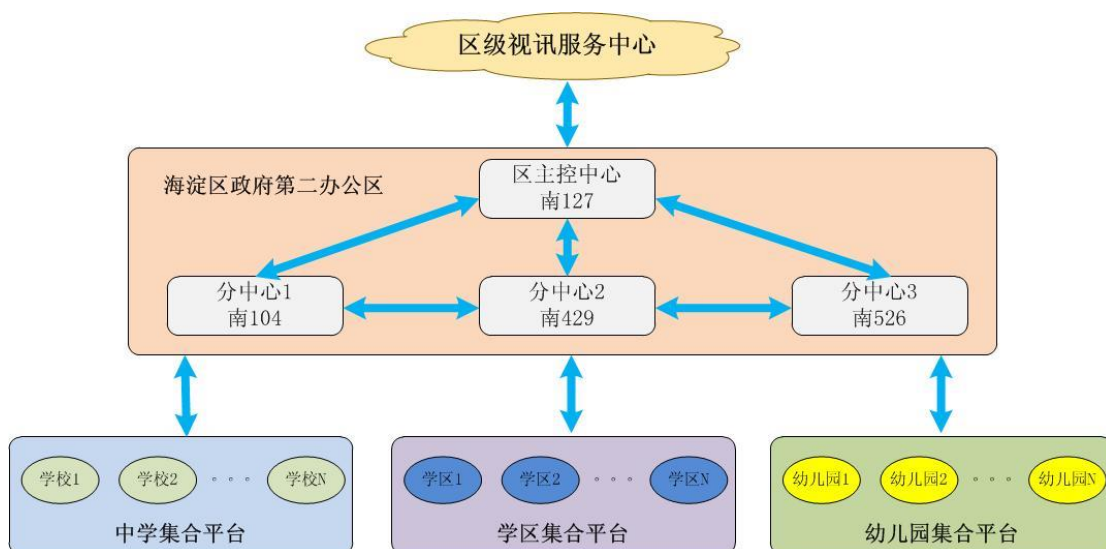 区级视讯服务中心
海淀区政府第二办公区
区主控中心
南127
分中心1
南104
分中心2
南429
分中心3
南526
学校1
学校2
。。。
学校N
中学集合平台
学区1
学区2
。。。
学区N
学区集合平台
幼儿园1
幼儿园2
。。。
幼儿园N
幼儿园集合平台